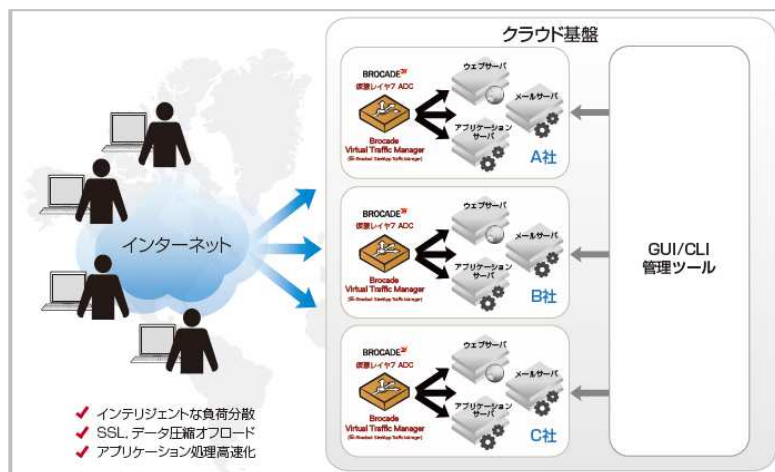 クラウド基盤
BROCADE
仮想レイヤ7 ADC
Brocade
Virtual Traffic Manager
ウェブサーバ
メールサーバ
アプリケーション
サーバ
A社
BROCADE
仮想レイヤ7 ADC
Brocade
Virtual Traffic Manager
ウェブサーバ
メールサーバ
アプリケーション
サーバ
B社
BROCADE
仮想レイヤ7 ADC
Brocade
Virtual Traffic Manager
ウェブサーバ
メールサーバ
アプリケーション
サーバ
C社
GUI/CLI
管理ツール
インターネット
インテリジェントな負荷分散
SSL, データ圧縮オフロード
アプリケーション処理高速化